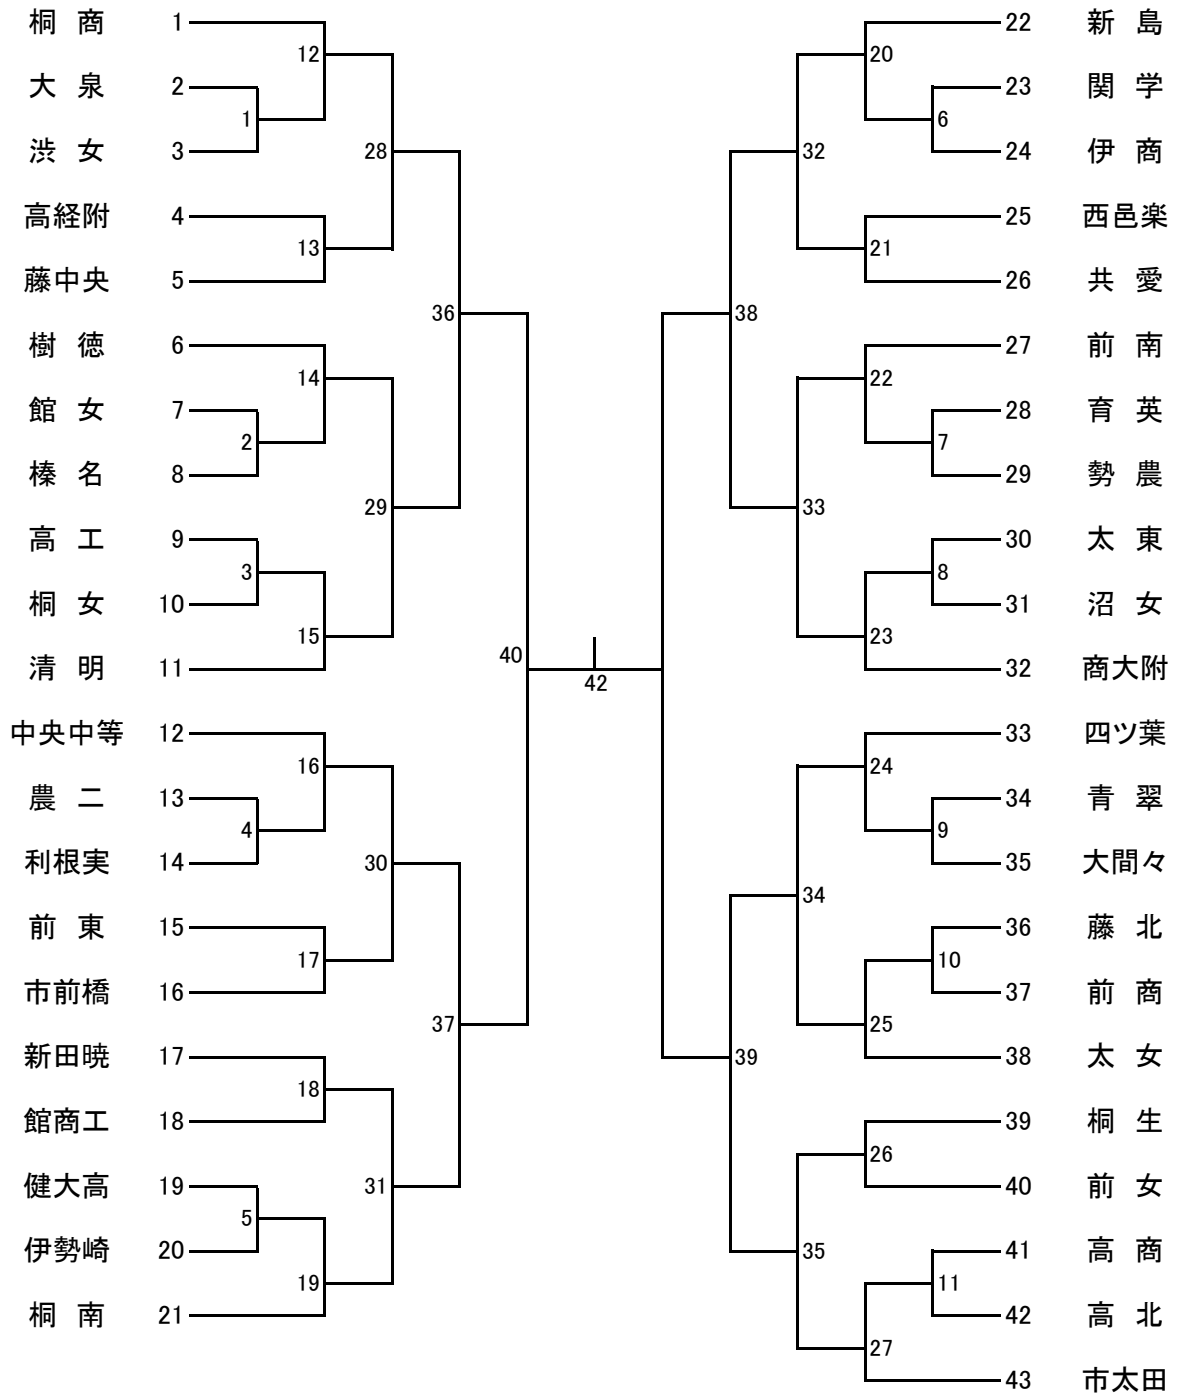 桐 商 1
12
大 泉 2
1
渋 女 3
28
高経附 4
13
藤中央 5
36
樹 徳 6
14
館 女 7
2
榛 名 8
29
高 工 9
3
桐 女 10
15
清 明 11
40
中央中等 12
16
農 二 13
4
利根実 14
30
前 東 15
17
市前橋 16
37
新田暁 17
18
館商工 18
31
健大高 19
5
伊勢崎 20
19
桐 南 21
42
22 新 島
20
23 関 学
6
24 伊 商
32
25 西邑楽
21
26 共 愛
38
27 前 南
22
28 育 英
7
29 勢 農
33
30 太 東
8
31 沼 女
23
32 商大附
33 四ツ葉
24
34 青 翠
9
35 大間々
34
36 藤 北
10
37 前 商
25
38 太 女
39
39 桐 生
26
40 前 女
35
41 高 商
11
42 高 北
27
43 市太田